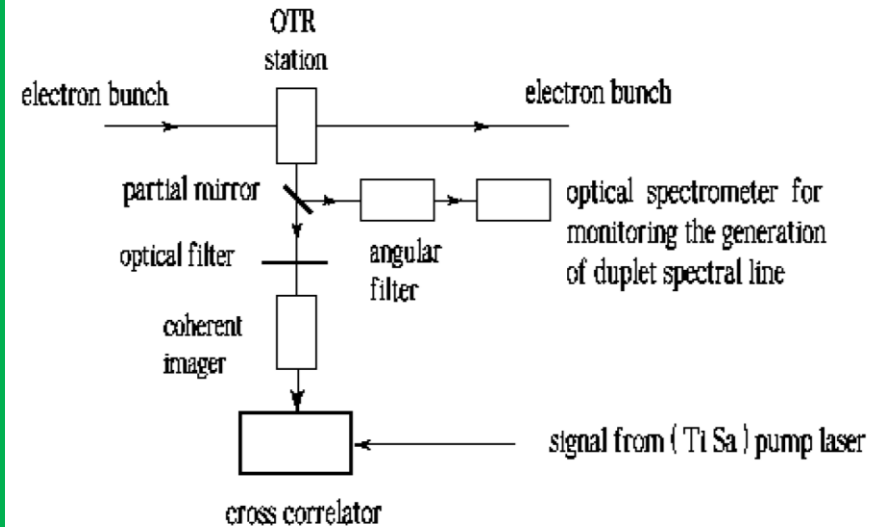 OTR
station
electron bunch
electron bunch
partial mirror
optical spectrometer for
monitoring the generation
of duplet spectral line
optical filter
angular
filter
coherent
imager
signal from ( Ti Sa ) pump laser
cross correlator